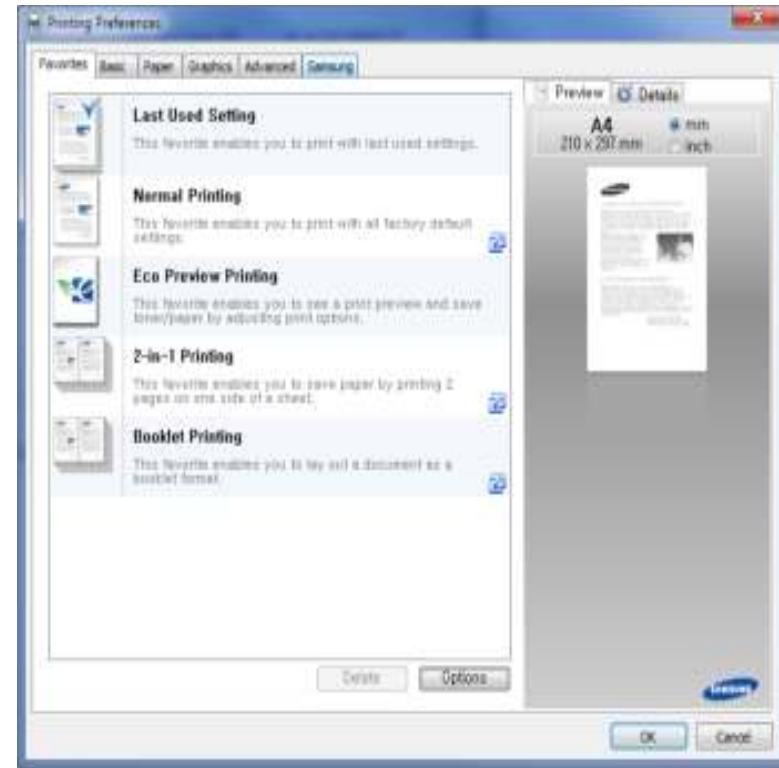 Printing Preferences
Favorites Basic Paper Graphics Advanced Samsung
Last Used Setting
This favorite enables you to print with last used settings.
Normal Printing
This favorite enables you to print with all factory default
settings.
Eco Preview Printing
This favorite enables you to see a print preview and save
toner/paper by adjusting print options.
2-in-1 Printing
This favorite enables you to save paper by printing 2
pages on one side of a sheet.
Booklet Printing
This favorite enables you to lay out a document as a
booklet format.
Delete Options
Preview Details
A4
210 x 297 mm
mm
inch
SAMSUNG
OK Cancel